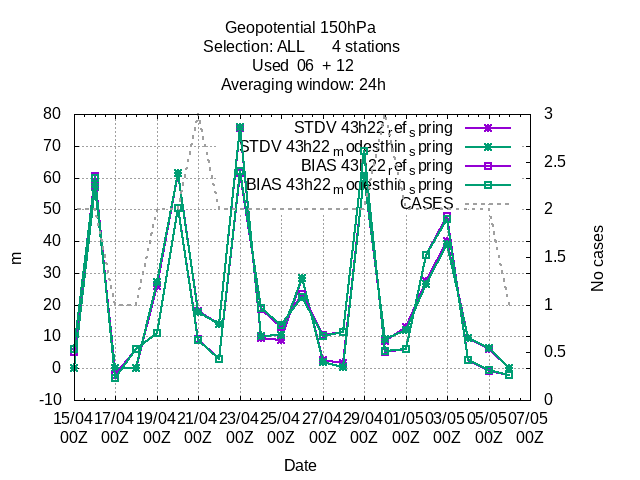 Geopotential 150hPa
Selection: ALL 4 stations
Used 06 + 12
Averaging window: 24h
80 3
STDV 43h22_ref_spring
STDV 43h22_modesthin_spring
BIAS 43h22_ref_spring
BIAS 43h22_modesthin_spring
CASES
70
60 2.5
50 2
40
30 1.5
20 1
10 0.5
0
-10 0
m
No cases
15/04 17/04 19/04 21/04 23/04 25/04 27/04 29/04 01/05 03/05 05/05 07/05
00Z 00Z 00Z 00Z 00Z 00Z 00Z 00Z 00Z 00Z 00Z 00Z
Date